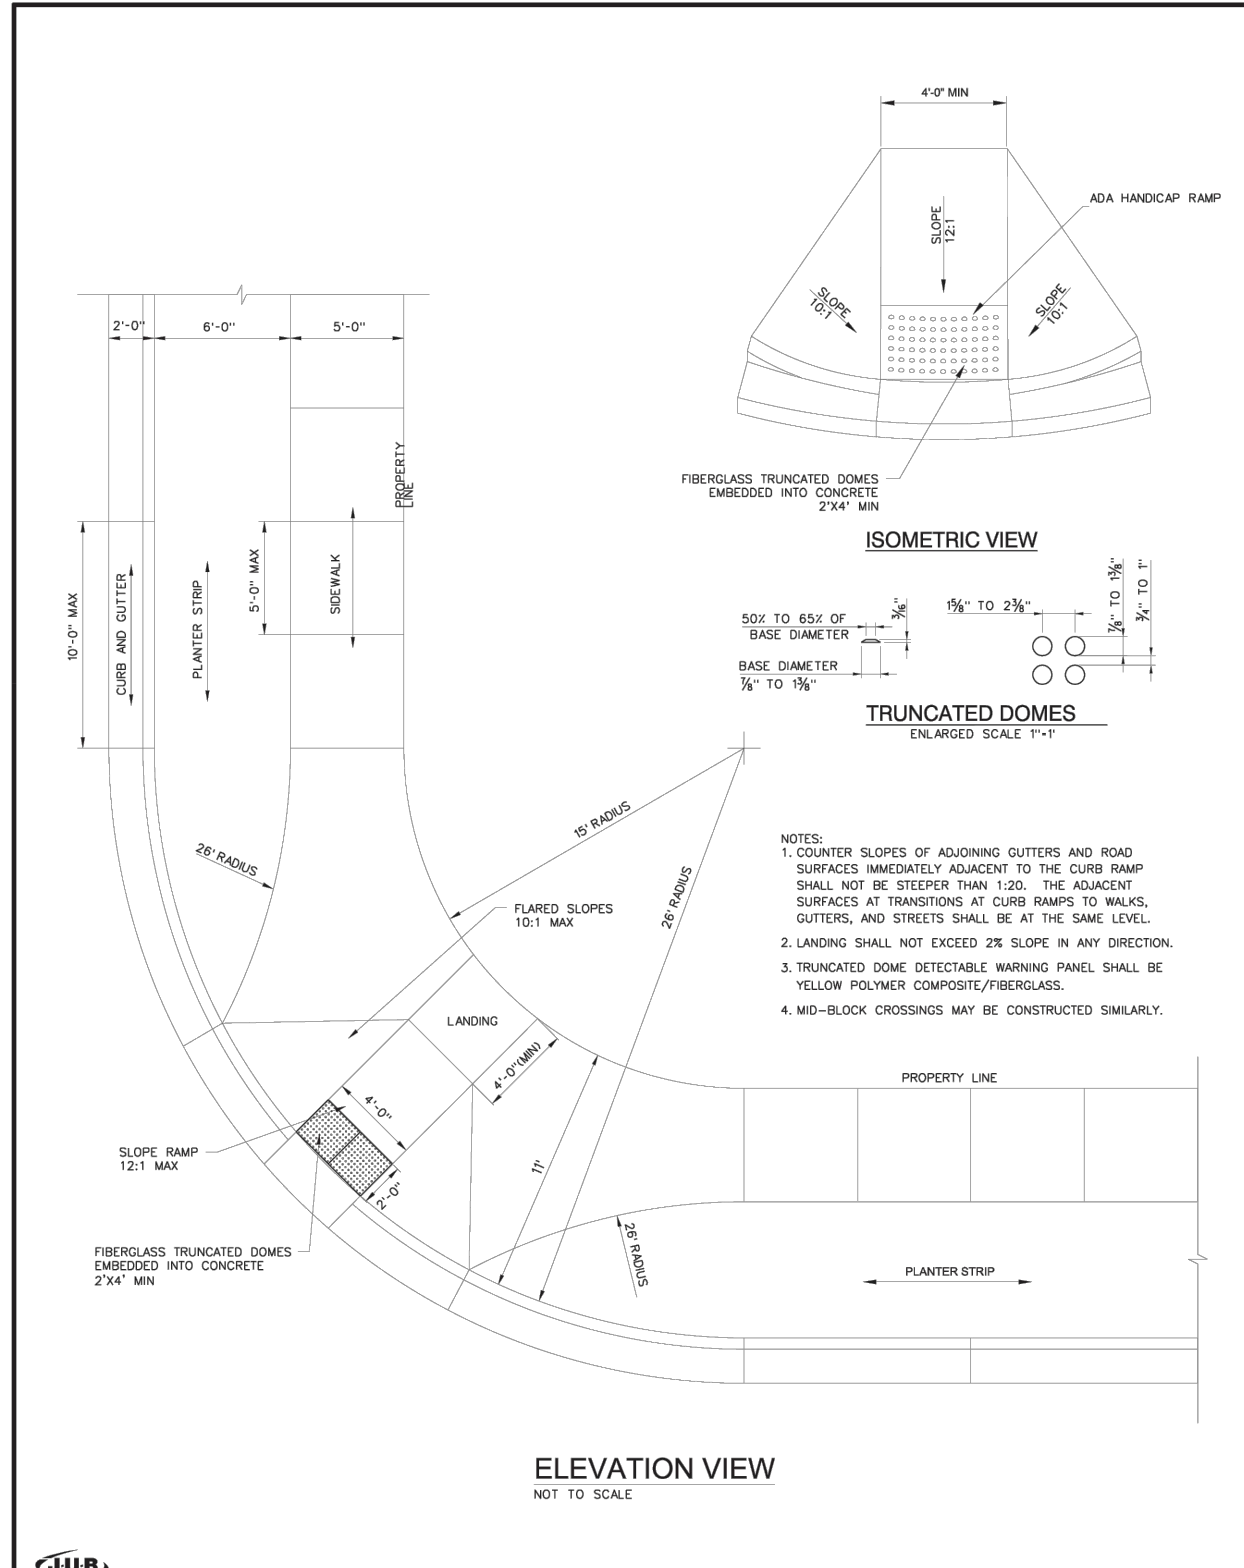 4'-0" MIN
ADA HANDICAP RAMP
SLOPE
12:1
SLOPE
10:1
SLOPE
10:1
FIBERGLASS TRUNCATED DOMES
EMBEDDED INTO CONCRETE
2'X4' MIN
ISOMETRIC VIEW
2'-0"
6'-0"
5'-0"
PROPERTY
LINE
10'-0" MAX
CURB AND GUTTER
PLANTER STRIP
5'-0" MAX
SIDEWALK
50% TO 65% OF
BASE DIAMETER
3/16"
BASE DIAMETER
7/8" TO 1 3/8"
1 5/8" TO 2 3/8"
7/8" TO 1 3/8"
3/4" TO 1"
TRUNCATED DOMES
ENLARGED SCALE 1"-1'
15' RADIUS
26' RADIUS
26' RADIUS
FLARED SLOPES
10:1 MAX
NOTES:
1. COUNTER SLOPES OF ADJOINING GUTTERS AND ROAD
SURFACES IMMEDIATELY ADJACENT TO THE CURB RAMP
SHALL NOT BE STEEPER THAN 1:20. THE ADJACENT
SURFACES AT TRANSITIONS AT CURB RAMPS TO WALKS,
GUTTERS, AND STREETS SHALL BE AT THE SAME LEVEL.
2. LANDING SHALL NOT EXCEED 2% SLOPE IN ANY DIRECTION.
3. TRUNCATED DOME DETECTABLE WARNING PANEL SHALL BE
YELLOW POLYMER COMPOSITE/FIBERGLASS.
4. MID-BLOCK CROSSINGS MAY BE CONSTRUCTED SIMILARLY.
LANDING
4'-0"(MIN)
4'-0"
PROPERTY LINE
SLOPE RAMP
12:1 MAX
11'
2'-0"
FIBERGLASS TRUNCATED DOMES
EMBEDDED INTO CONCRETE
2'X4' MIN
26' RADIUS
PLANTER STRIP
ELEVATION VIEW
NOT TO SCALE